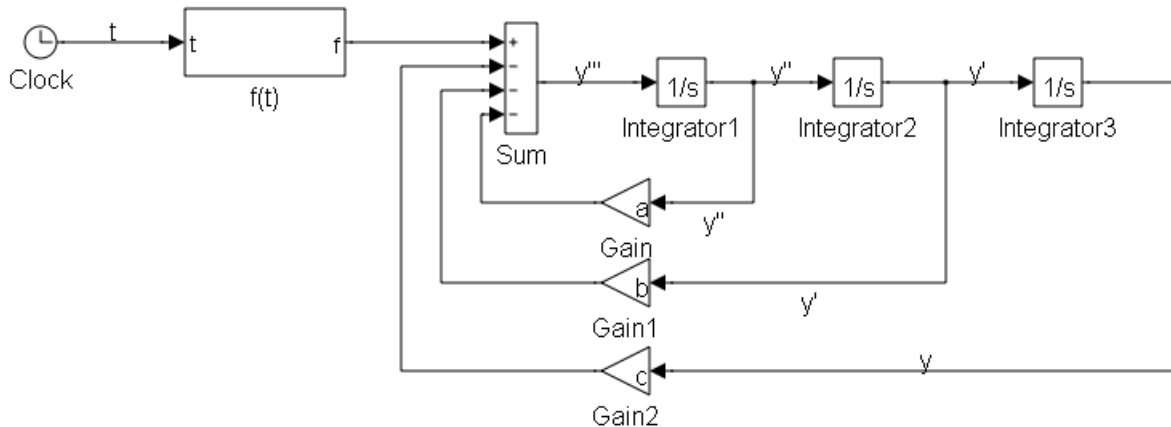 t
Clock
t
f
f(t)
+
−
−
−
Sum
y'''
1/s
Integrator1
y''
1/s
Integrator2
y'
1/s
Integrator3
a
y''
Gain
b
y'
Gain1
c
y
Gain2